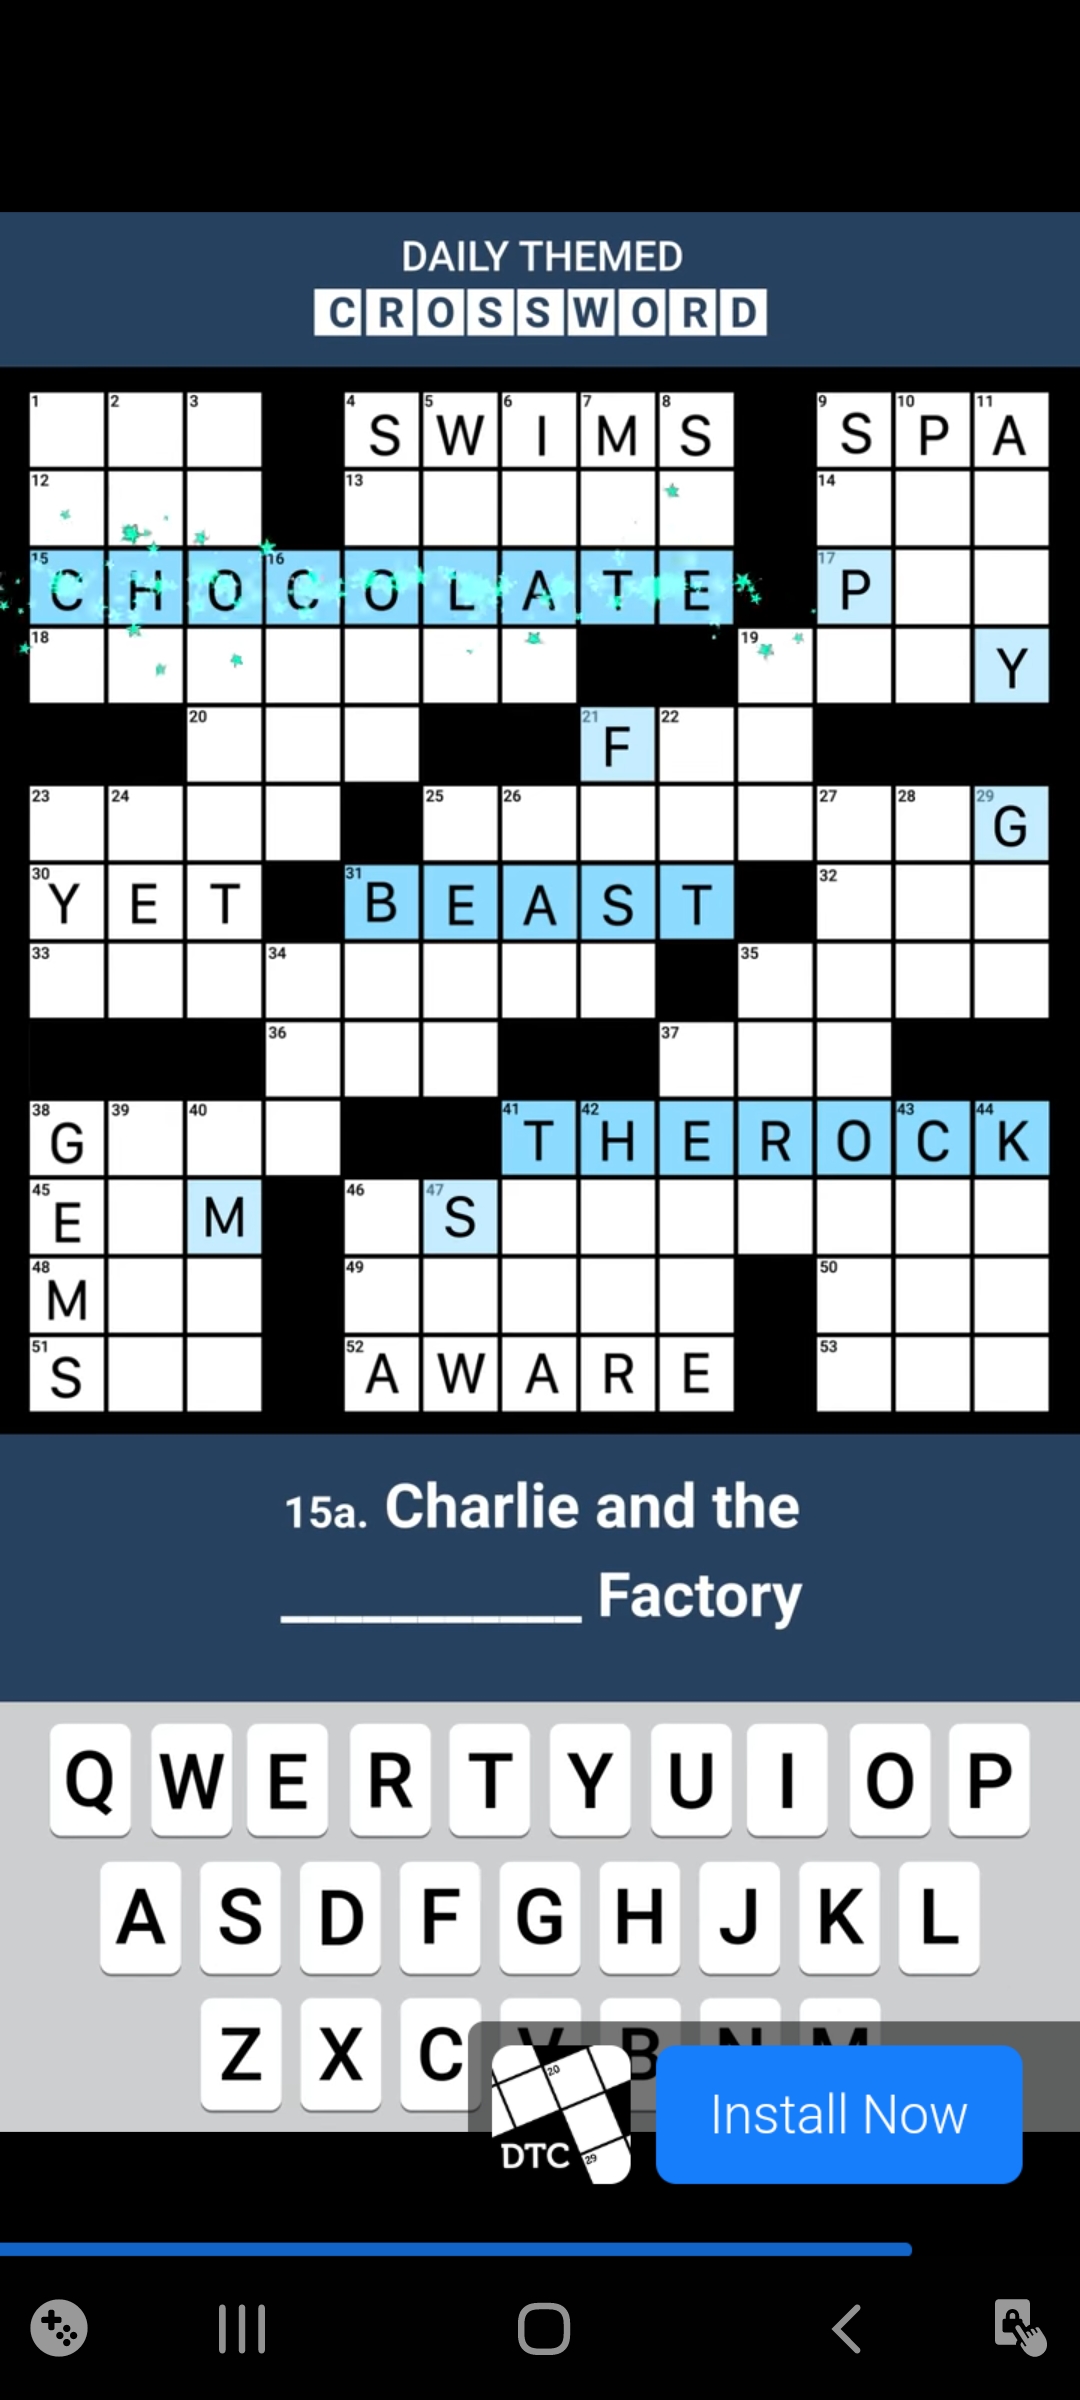 DAILY THEMED
CROSSWORD
1 2 3 4 S 5 W 6 I 7 M 8 S 9 S 10 P 11 A
12 13 14
15 C H O 16 C O L A T E 17 P
18 19 Y
20 21 F 22
23 24 25 26 27 28 29 G
30 Y E T 31 B E A S T 32
33 34 35
36 37
38 G 39 40 41 T 42 H E R O 43 C 44 K
45 E M 46 47 S
48 M 49 50
51 S 52 A W A R E 53
15a. Charlie and the
__________ Factory
Q W E R T Y U I O P
A S D F G H J K L
Z X C V B N M
20
DTC
29
Install Now